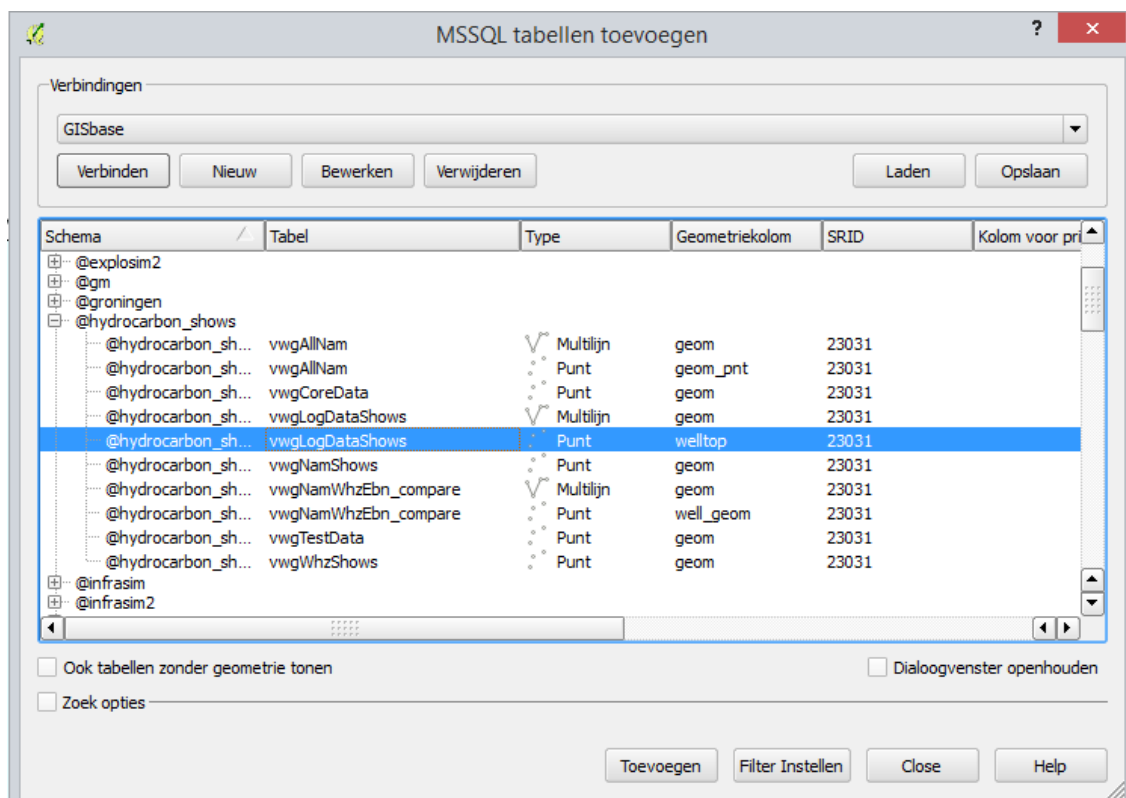 MSSQL tabellen toevoegen ? ×
Verbindingen
GISbase
Verbinden Nieuw Bewerken Verwijderen Laden Opslaan
Schema Tabel Type Geometriekolom SRID Kolom voor pri
@explosim2
@gm
@groningen
@hydrocarbon_shows
@hydrocarbon_sh... vwgAllNam Multilijn geom 23031
@hydrocarbon_sh... vwgAllNam Punt geom_pnt 23031
@hydrocarbon_sh... vwgCoreData Punt geom 23031
@hydrocarbon_sh... vwgLogDataShows Multilijn geom 23031
@hydrocarbon_sh... vwgLogDataShows Punt welltop 23031
@hydrocarbon_sh... vwgNamShows Punt geom 23031
@hydrocarbon_sh... vwgNamWhzEbn_compare Multilijn geom 23031
@hydrocarbon_sh... vwgNamWhzEbn_compare Punt well_geom 23031
@hydrocarbon_sh... vwgTestData Punt geom 23031
@hydrocarbon_sh... vwgWhzShows Punt geom 23031
@infrasim
@infrasim2
Ook tabellen zonder geometrie tonen Dialoogvenster openhouden
Zoek opties
Toevoegen Filter Instellen Close Help